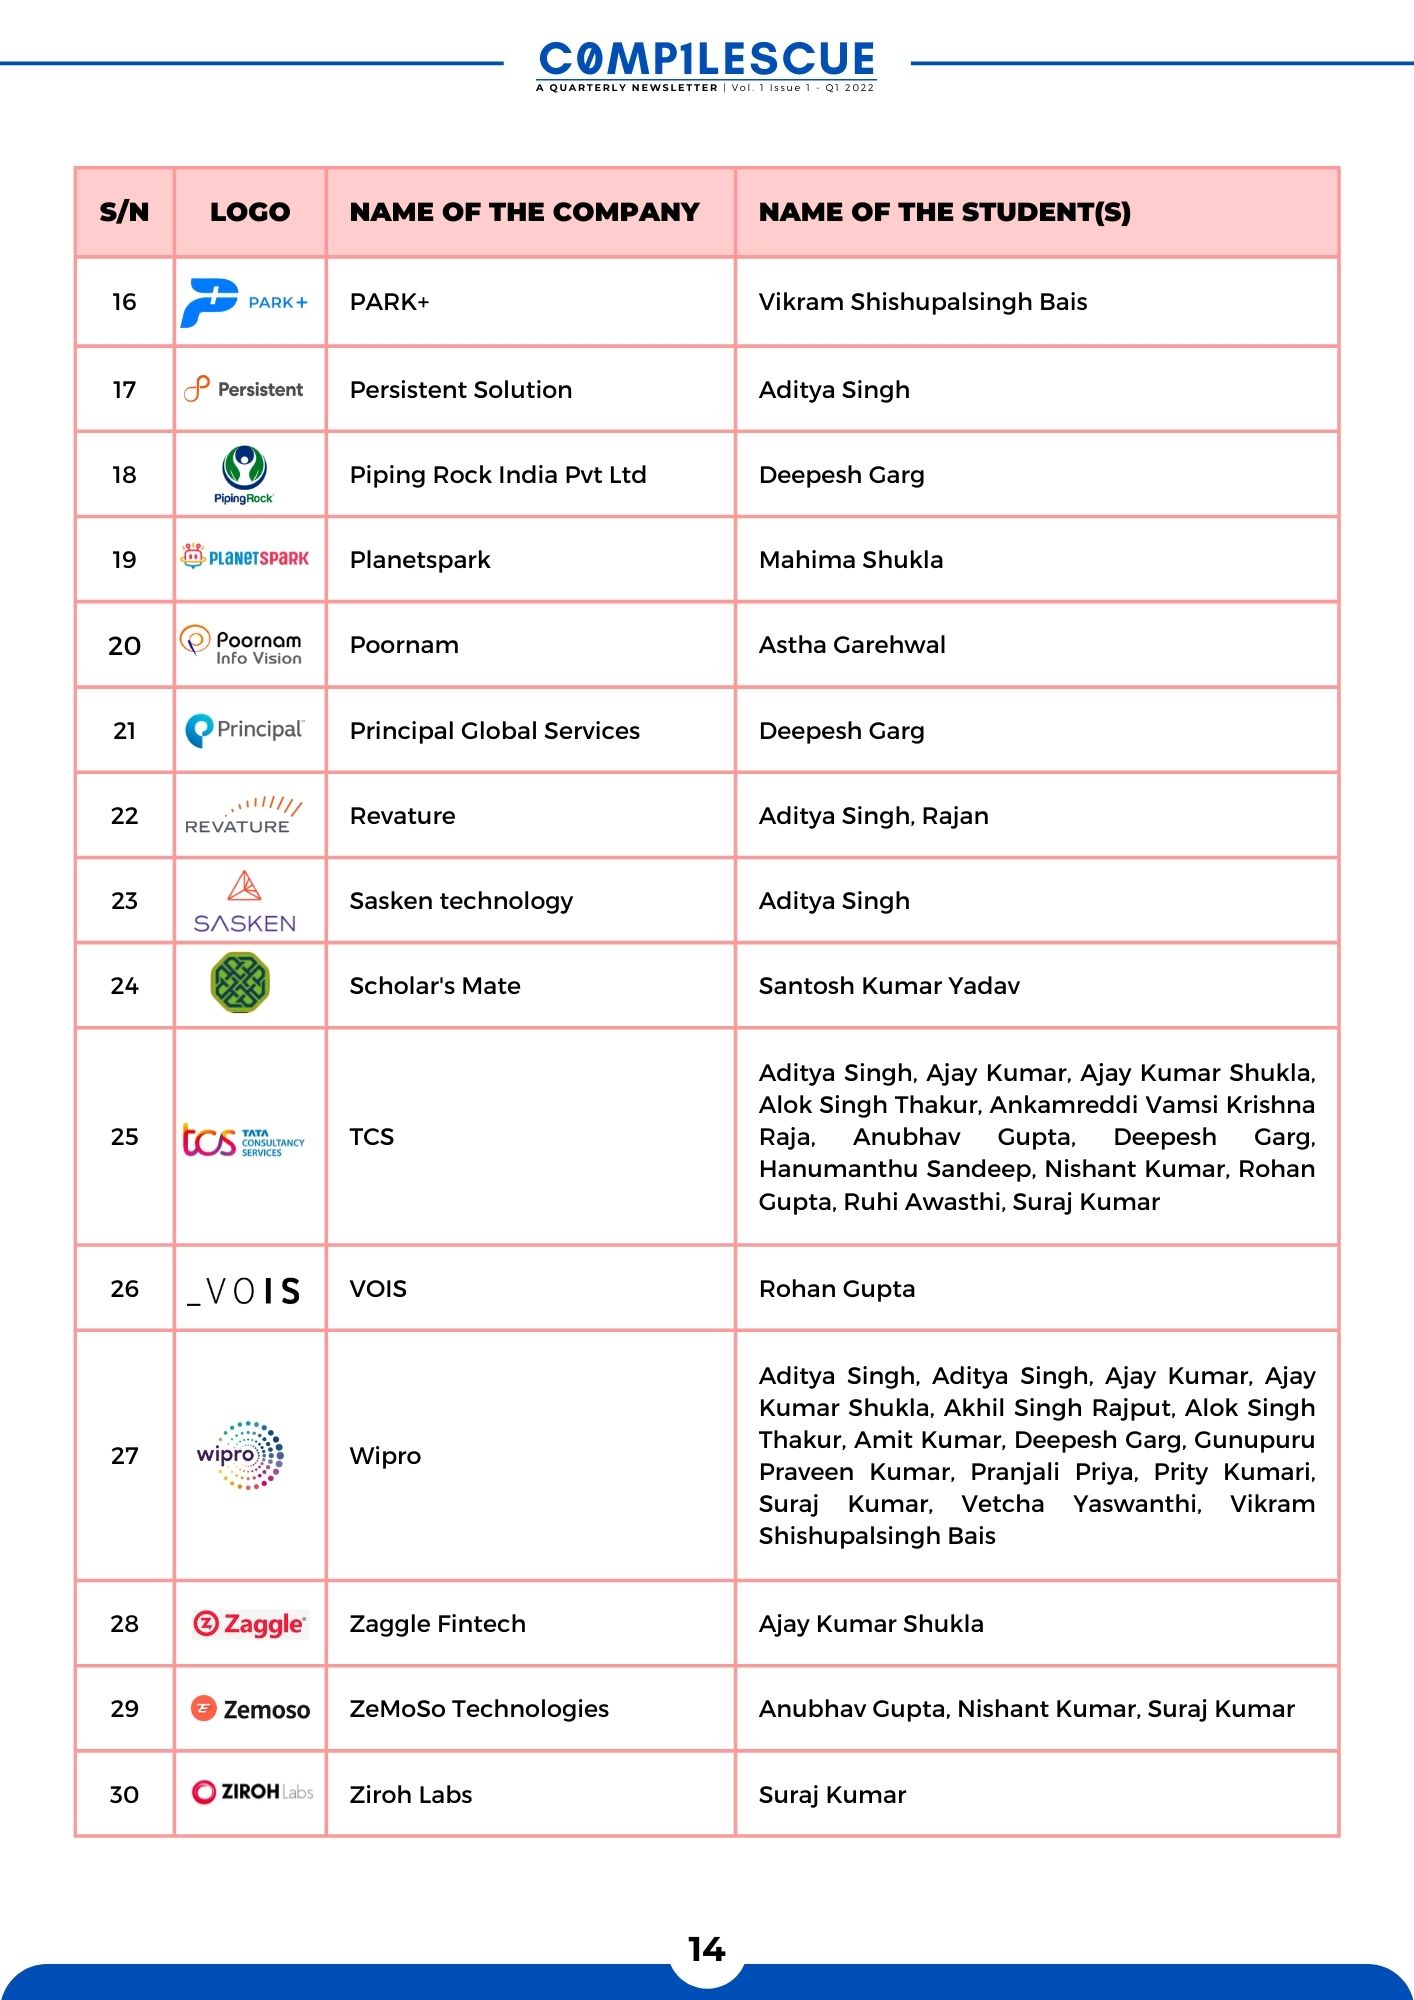 C0MP1LESCUE
A QUARTERLY NEWSLETTER | Vol. 1 Issue 1 - Q1 2022
S/N LOGO NAME OF THE COMPANY NAME OF THE STUDENT(S)
16 PARK+ PARK+ Vikram Shishupalsingh Bais
17 Persistent Persistent Solution Aditya Singh
18 PipingRock Piping Rock India Pvt Ltd Deepesh Garg
19 PLANETSPARK Planetspark Mahima Shukla
20 Poornam Info Vision Poornam Astha Garehwal
21 Principal Principal Global Services Deepesh Garg
22 REVATURE Revature Aditya Singh, Rajan
23 SASKEN Sasken technology Aditya Singh
24 Scholar's Mate Santosh Kumar Yadav
25 tcs TATA CONSULTANCY SERVICES TCS Aditya Singh, Ajay Kumar, Ajay Kumar Shukla,
Alok Singh Thakur, Ankamreddi Vamsi Krishna
Raja, Anubhav Gupta, Deepesh Garg,
Hanumanthu Sandeep, Nishant Kumar, Rohan
Gupta, Ruhi Awasthi, Suraj Kumar
26 _VOIS VOIS Rohan Gupta
27 wipro Wipro Aditya Singh, Aditya Singh, Ajay Kumar, Ajay
Kumar Shukla, Akhil Singh Rajput, Alok Singh
Thakur, Amit Kumar, Deepesh Garg, Gunupuru
Praveen Kumar, Pranjali Priya, Prity Kumari,
Suraj Kumar, Vetcha Yaswanthi, Vikram
Shishupalsingh Bais
28 Zaggle Zaggle Fintech Ajay Kumar Shukla
29 Zemoso ZeMoSo Technologies Anubhav Gupta, Nishant Kumar, Suraj Kumar
30 ZIROH Labs Ziroh Labs Suraj Kumar
14